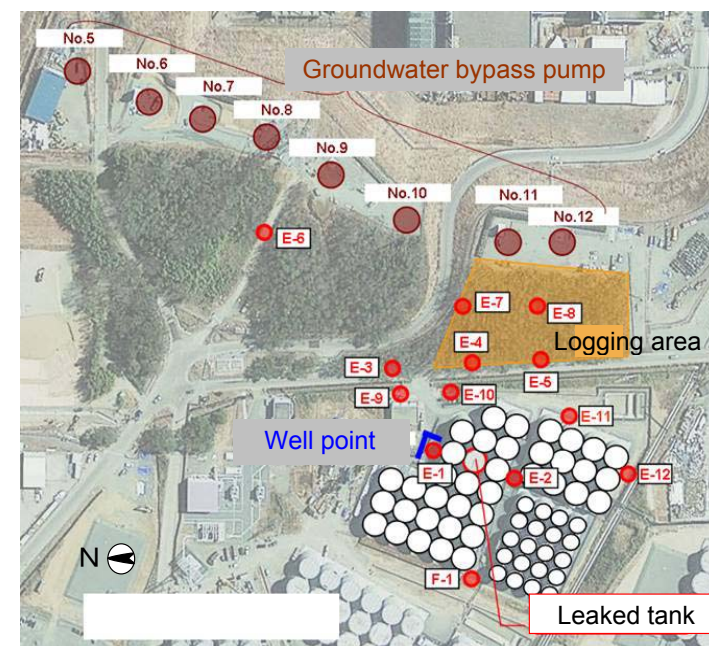 No.5
No.6
No.7
No.8
Groundwater bypass pump
No.9
No.10
No.11
No.12
E-6
E-7
E-8
Logging area
E-4
E-5
E-3
E-9
E-10
E-11
Well point
E-1
E-2
E-12
N
F-1
Leaked tank